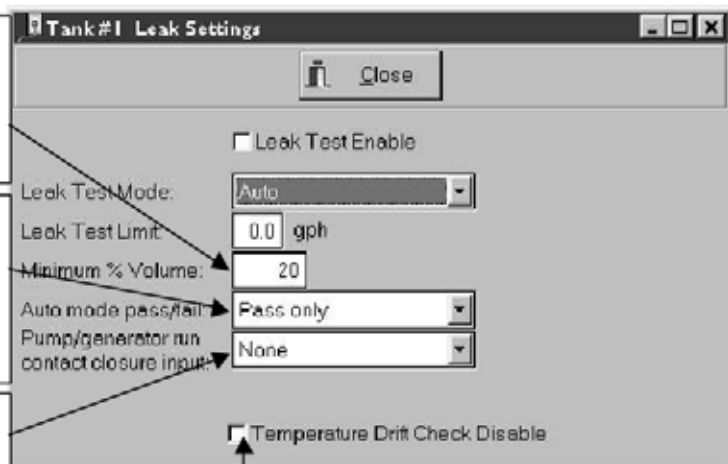 Tank #1 Leak Settings
Close
Leak Test Enable
Leak Test Mode: Auto
Leak Test Limit: 0.0 gph
Minimum % Volume: 20
Auto mode pass/fail: Pass only
Pump/generator run
contact closure input: None
Temperature Drift Check Disable